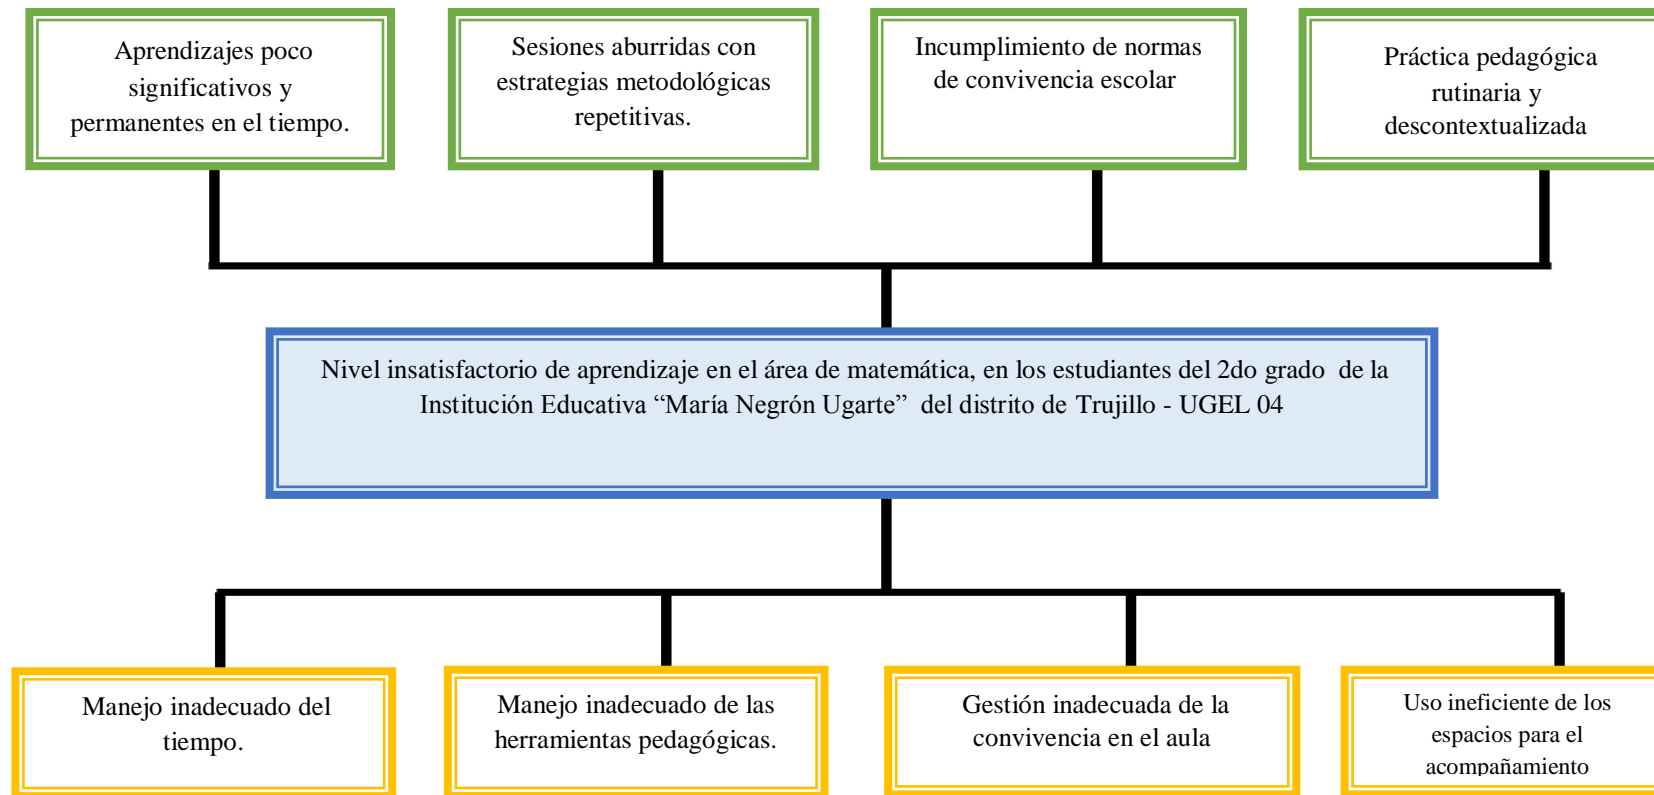 Aprendizajes poco
significativos y
permanentes en el tiempo.
Sesiones aburridas con
estrategias metodológicas
repetitivas.
Incumplimiento de normas
de convivencia escolar
Práctica pedagógica
rutinaria y
descontextualizada
Nivel insatisfactorio de aprendizaje en el área de matemática, en los estudiantes del 2do grado de la
Institución Educativa “María Negrón Ugarte” del distrito de Trujillo - UGEL 04
Manejo inadecuado del
tiempo.
Manejo inadecuado de las
herramientas pedagógicas.
Gestión inadecuada de la
convivencia en el aula
Uso ineficiente de los
espacios para el
acompañamiento